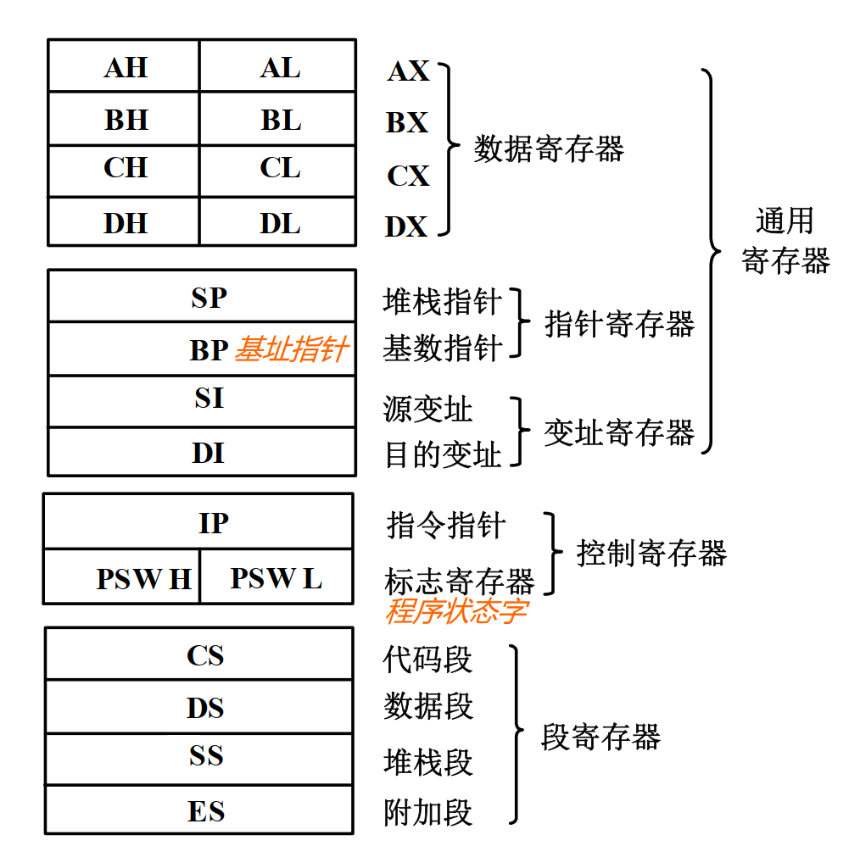 AH AL AX
BH BL BX
数据寄存器
CH CL CX
DH DL DX
通用
寄存器
SP 堆栈指针
指针寄存器
BP 基址指针 基数指针
SI 源变址
变址寄存器
DI 目的变址
IP 指令指针
控制寄存器
PSW H PSW L 标志寄存器
程序状态字
CS 代码段
DS 数据段
段寄存器
SS 堆栈段
ES 附加段